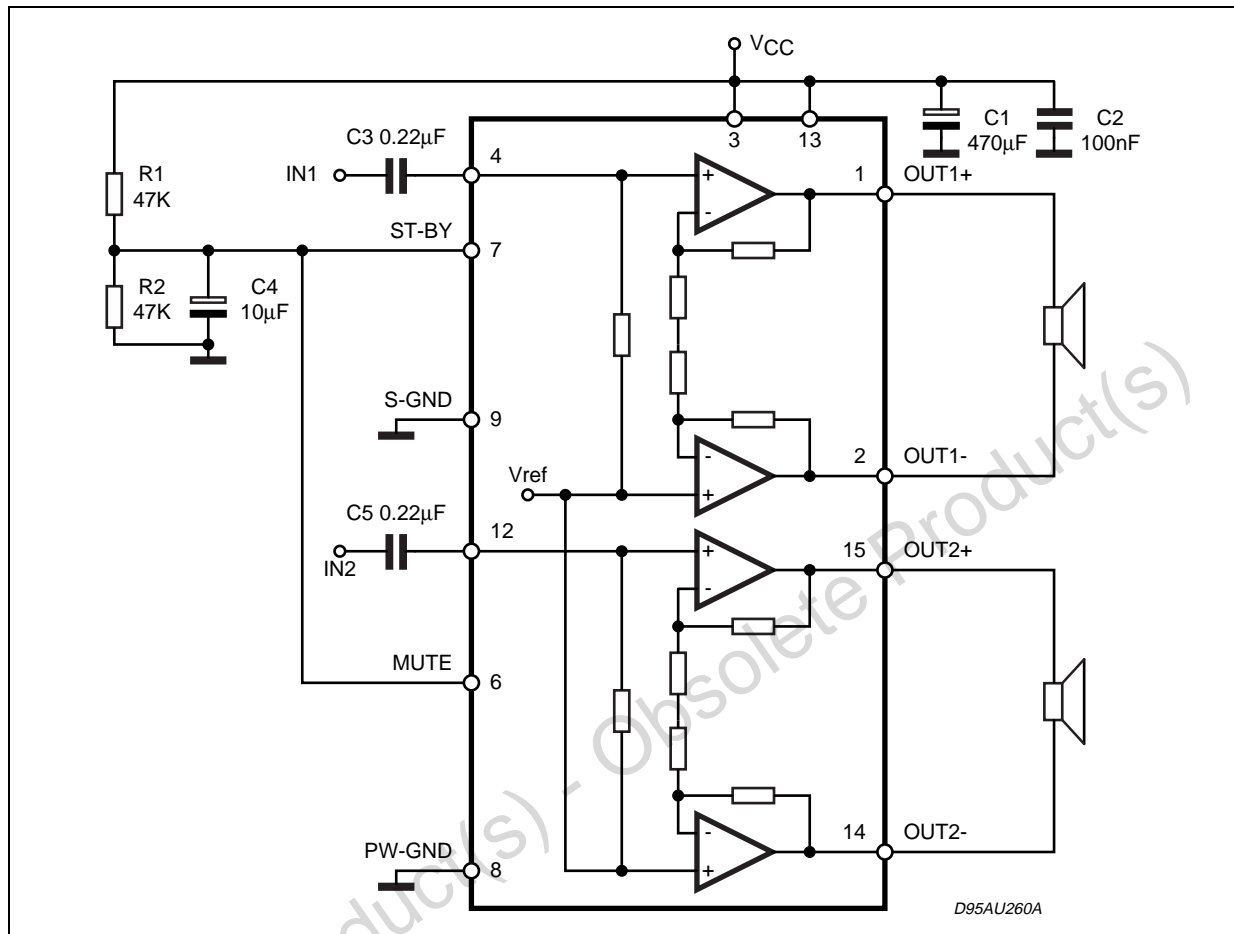 VCC
3
13
C1
470µF
C2
100nF
C3 0.22µF
IN1
4
R1
47K
ST-BY
7
R2
47K
C4
10µF
+
-
1
OUT1+
S-GND
9
-
+
2
OUT1-
Vref
C5 0.22µF
IN2
12
+
-
15
OUT2+
MUTE
6
-
+
14
OUT2-
PW-GND
8
D95AU260A
oduct(s) - Obsolete Product(s)